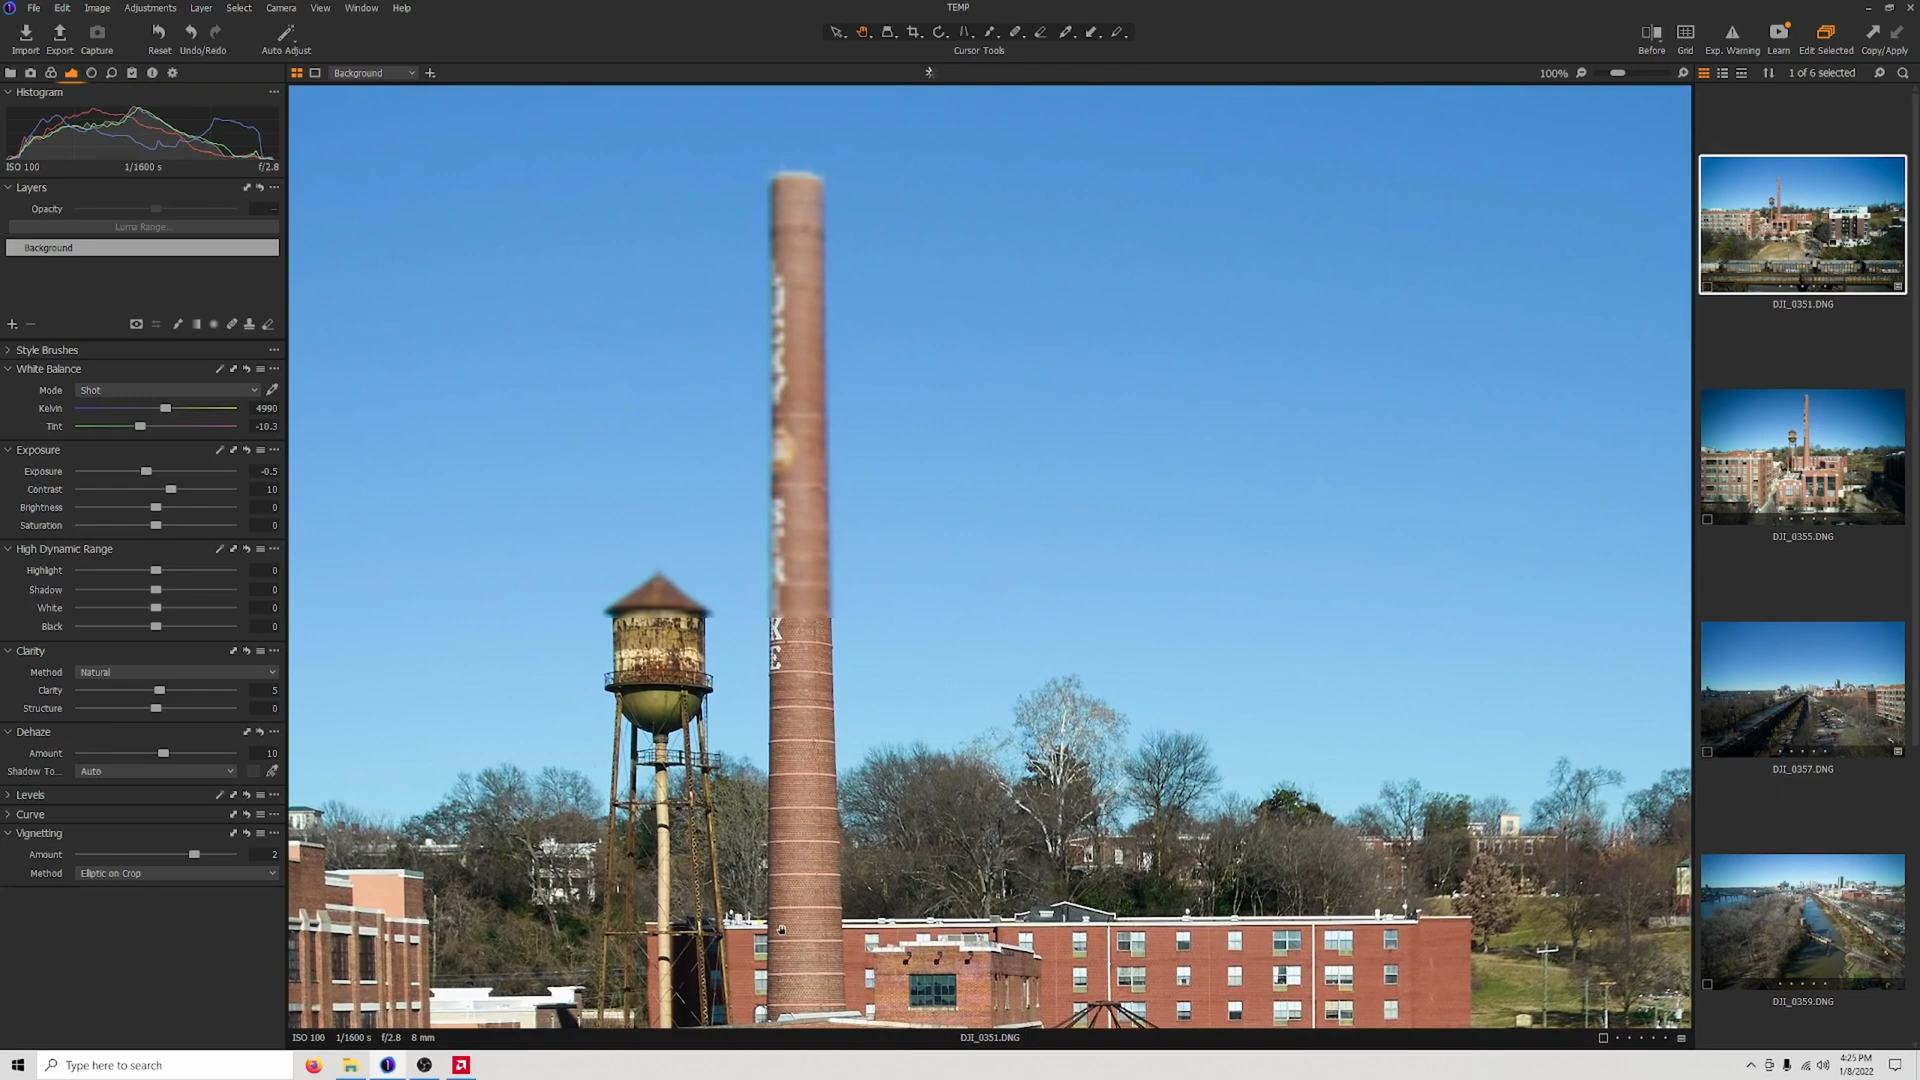 File Edit Image Adjustments Layer Select Camera View Window Help
TEMP
Import Export Capture Reset Undo/Redo Auto Adjust
Cursor Tools
Before Grid Exp. Warning Learn Edit Selected Copy/Apply
Background
100%
1 of 6 selected
Histogram
ISO 100 1/1600 s f/2.8
Layers
Opacity
Luma Range...
Background
Style Brushes
White Balance
Mode Shot
Kelvin 4990
Tint -10.3
Exposure
Exposure -0.5
Contrast 10
Brightness 0
Saturation 0
High Dynamic Range
Highlight 0
Shadow 0
White 0
Black 0
Clarity
Method Natural
Clarity 5
Structure 0
Dehaze
Amount 10
Shadow To... Auto
Levels
Curve
Vignetting
Amount 2
Method Elliptic on Crop
K
E
ISO 100 1/1600 s f/2.8 8 mm
DJI_0351.DNG
DJI_0351.DNG
DJI_0355.DNG
DJI_0357.DNG
DJI_0359.DNG
Type here to search
4:25 PM
1/8/2022